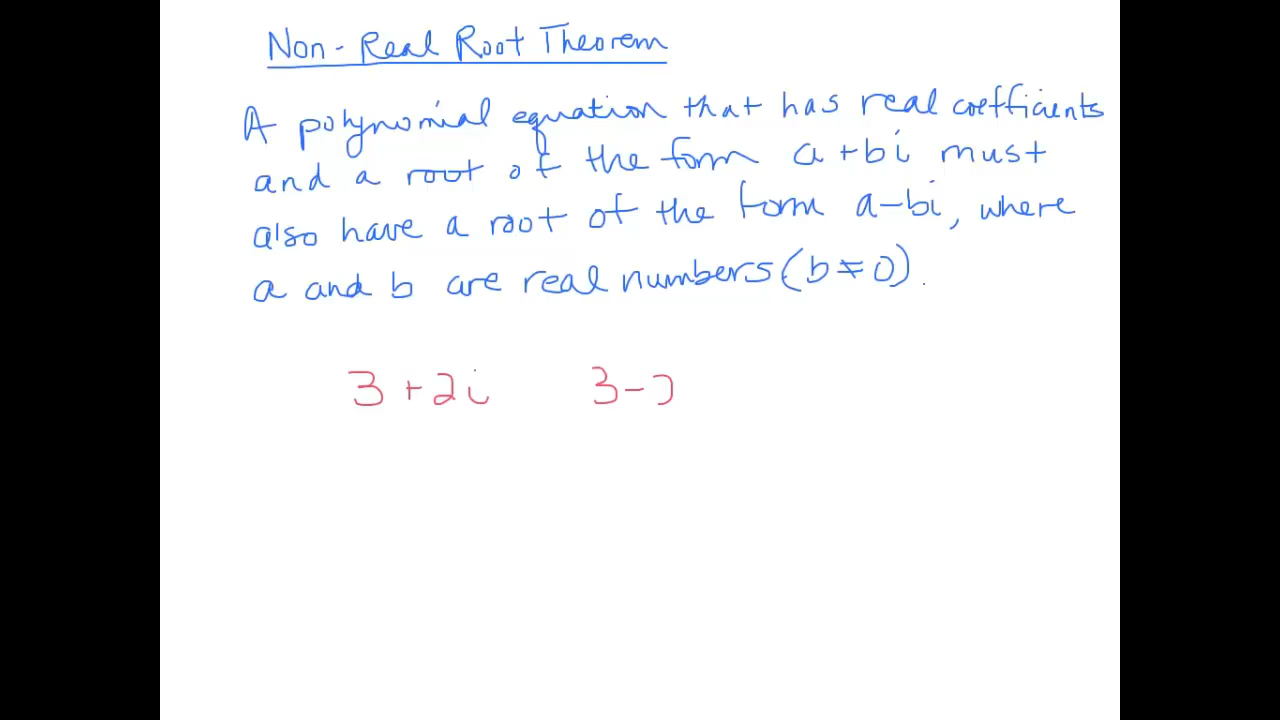 Non-Real Root Theorem
A polynomial equation that has real coefficients
and a root of the form a+bi must
also have a root of the form a-bi, where
a and b are real numbers (b≠0).
3+2i 3-